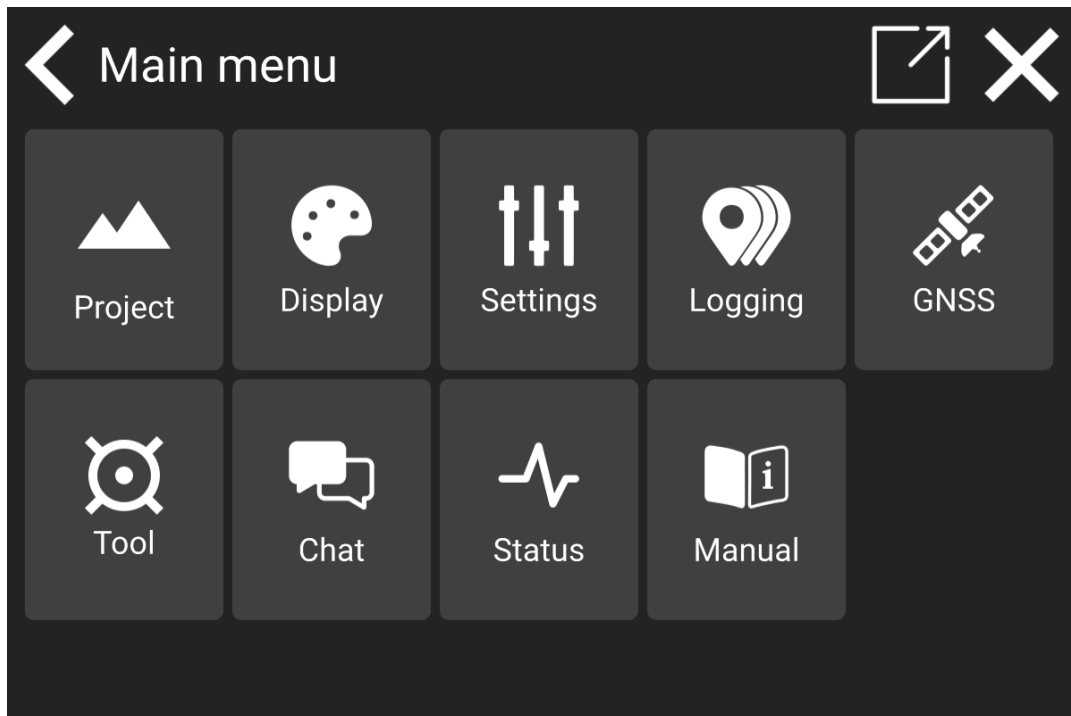 Main menu
Project
Display
Settings
Logging
GNSS
Tool
Chat
Status
Manual